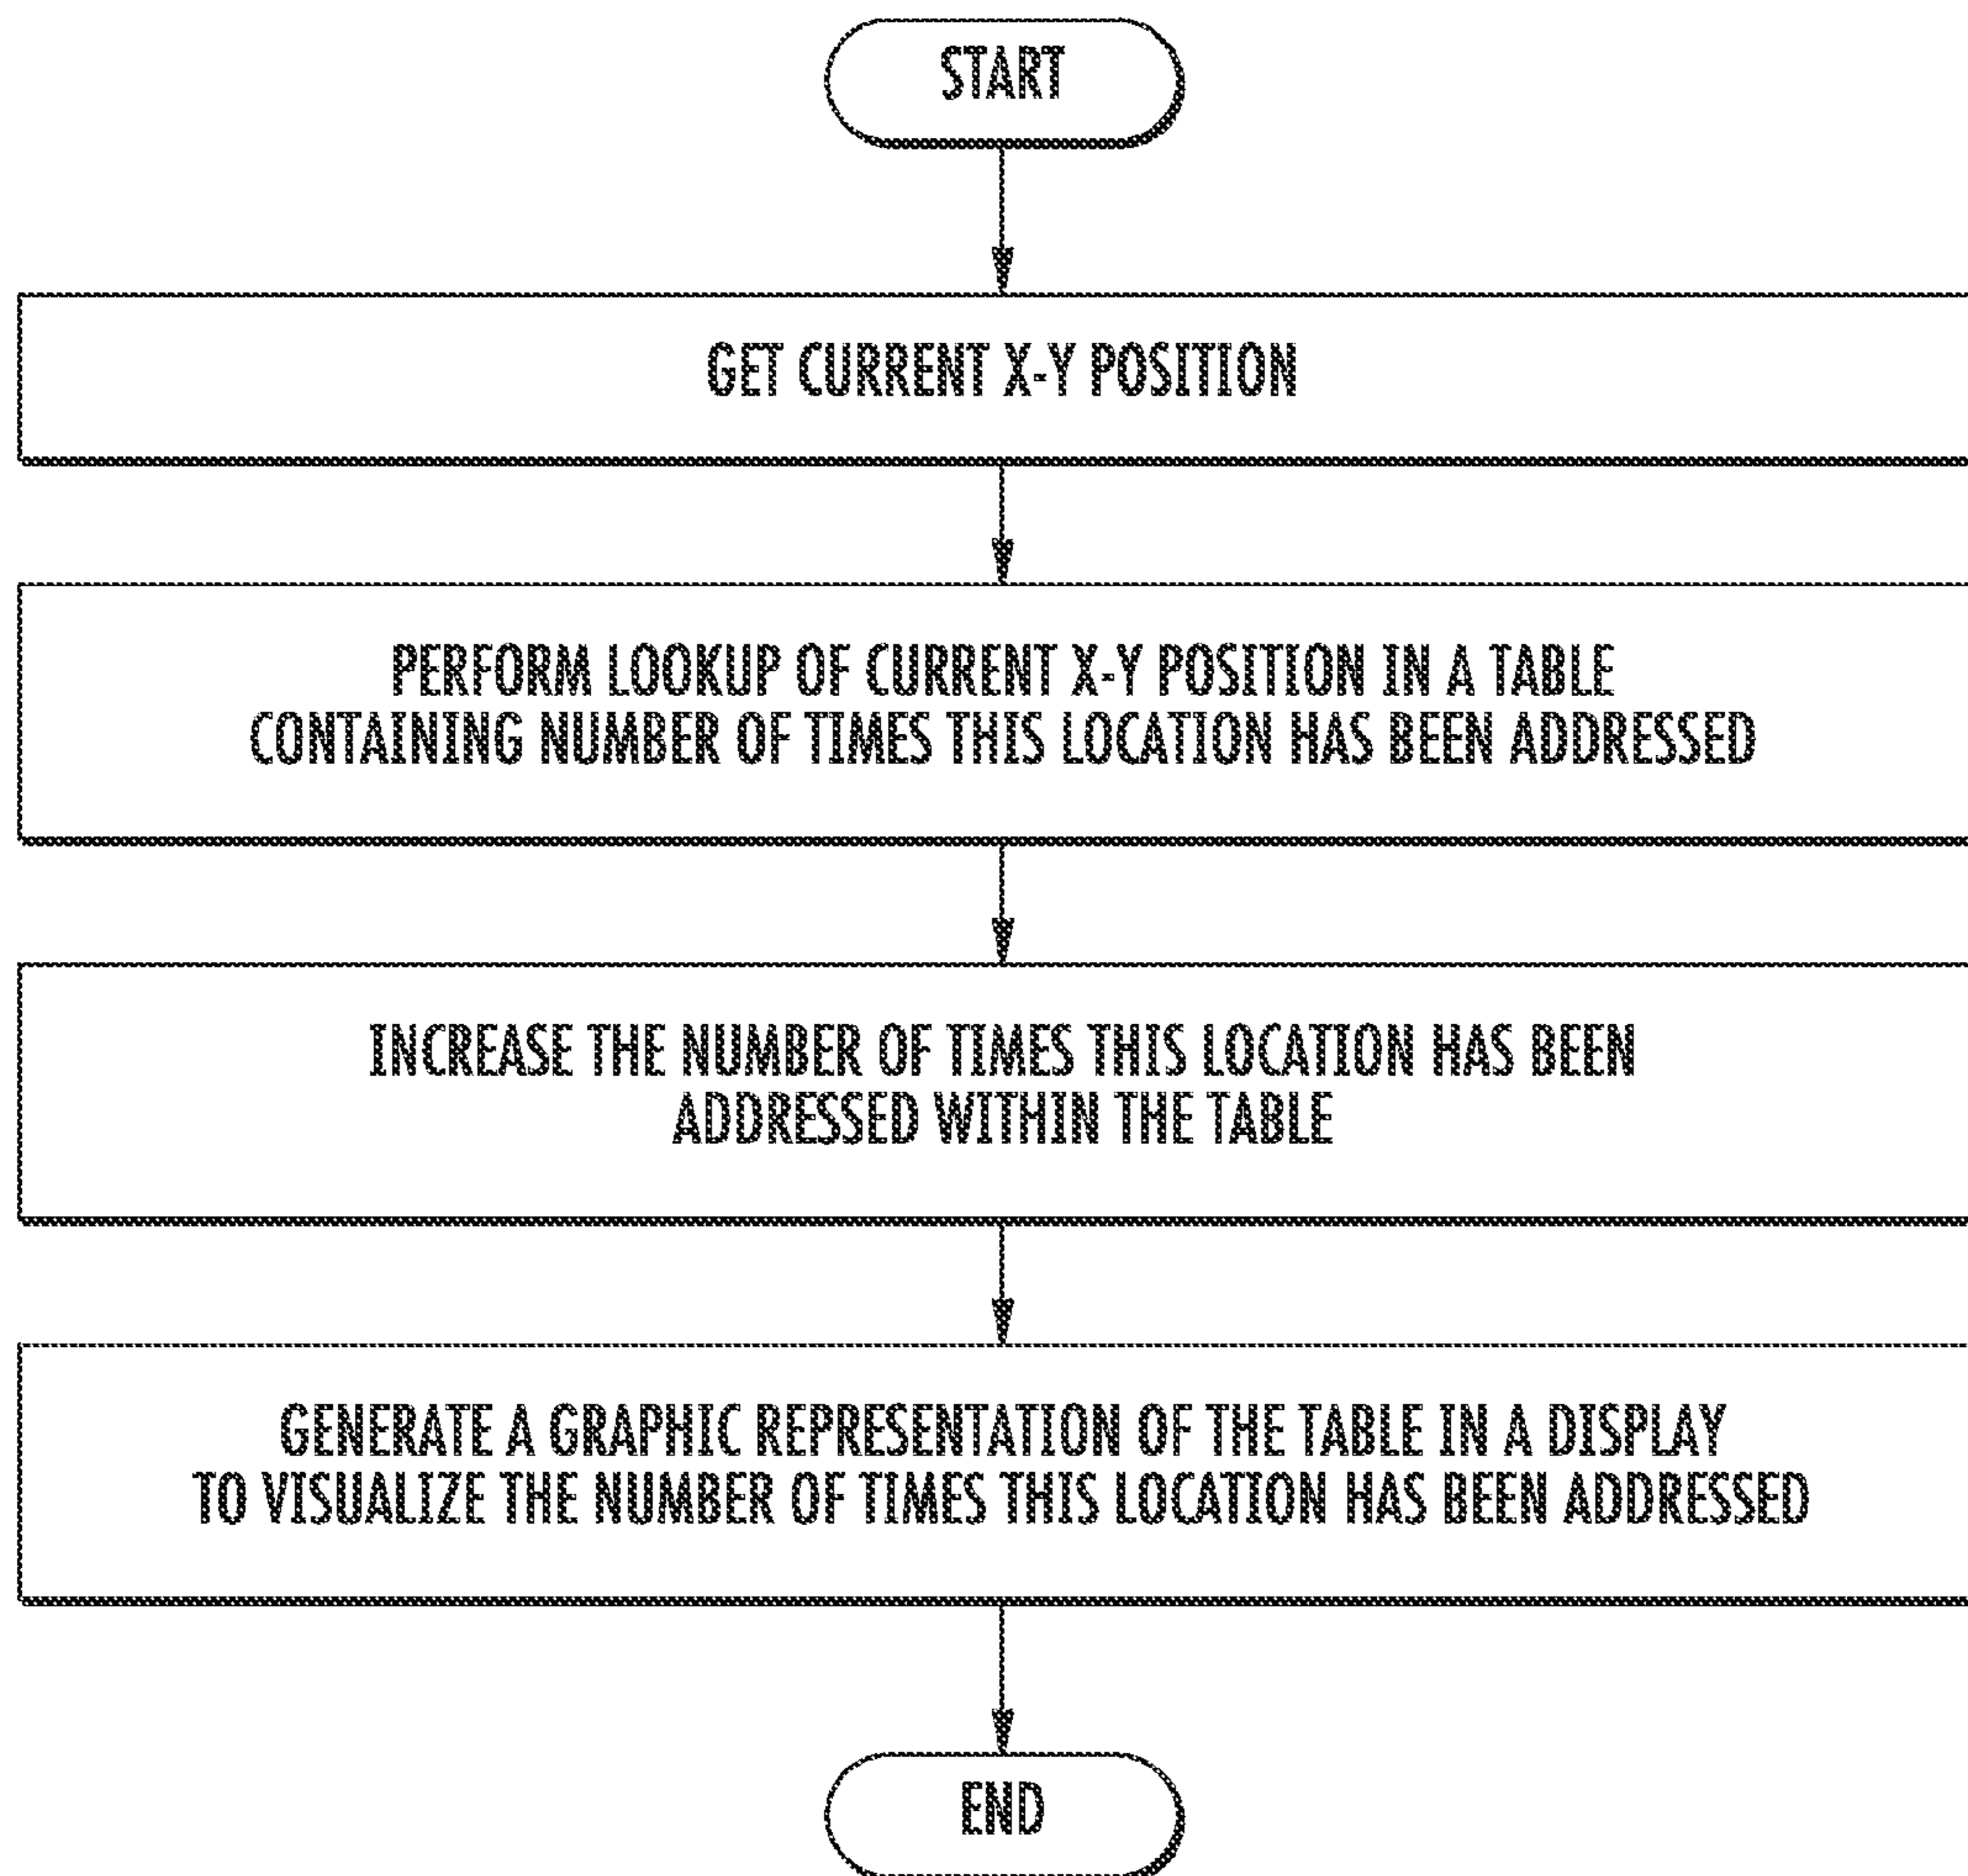 START
GET CURRENT X-Y POSITION
PERFORM LOOKUP OF CURRENT X-Y POSITION IN A TABLE
CONTAINING NUMBER OF TIMES THIS LOCATION HAS BEEN ADDRESSED
INCREASE THE NUMBER OF TIMES THIS LOCATION HAS BEEN
ADDRESSED WITHIN THE TABLE
GENERATE A GRAPHIC REPRESENTATION OF THE TABLE IN A DISPLAY
TO VISUALIZE THE NUMBER OF TIMES THIS LOCATION HAS BEEN ADDRESSED
END